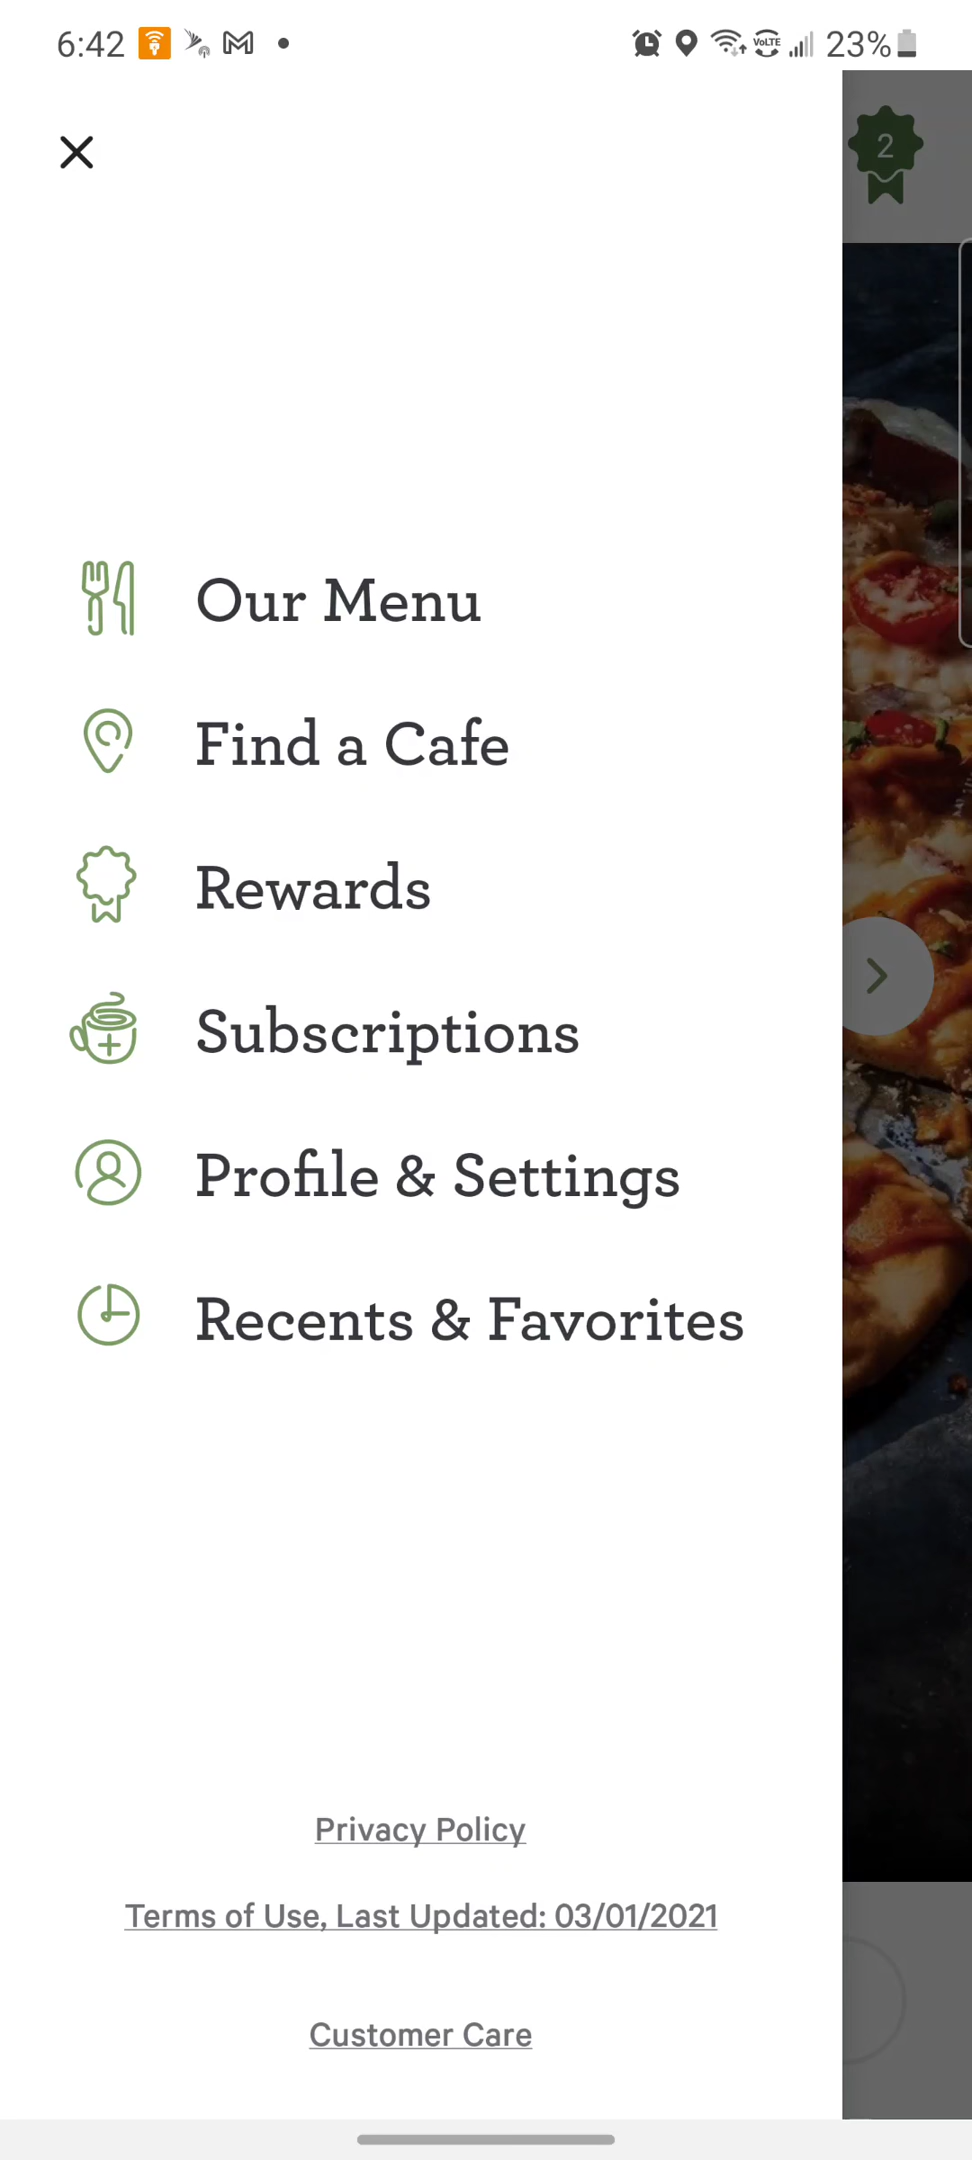 6:42 VoLTE 23%
2
Our Menu
Find a Cafe
Rewards
Subscriptions
Profile & Settings
Recents & Favorites
Privacy Policy
Terms of Use, Last Updated: 03/01/2021
Customer Care